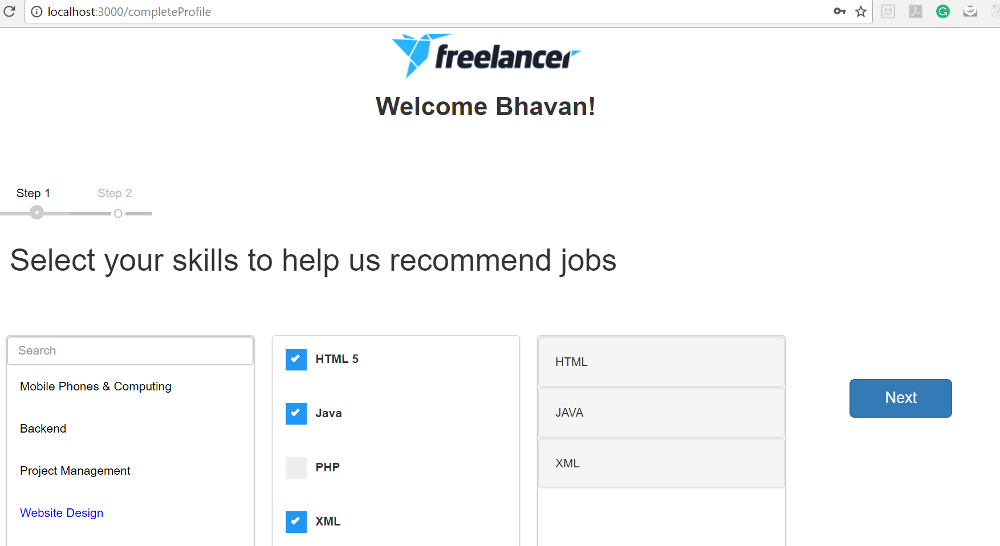 localhost:3000/completeProfile
freelancer
Welcome Bhavan!
Step 1
Step 2
Select your skills to help us recommend jobs
Search
Mobile Phones & Computing
Backend
Project Management
Website Design
HTML 5
Java
PHP
XML
HTML
JAVA
XML
Next